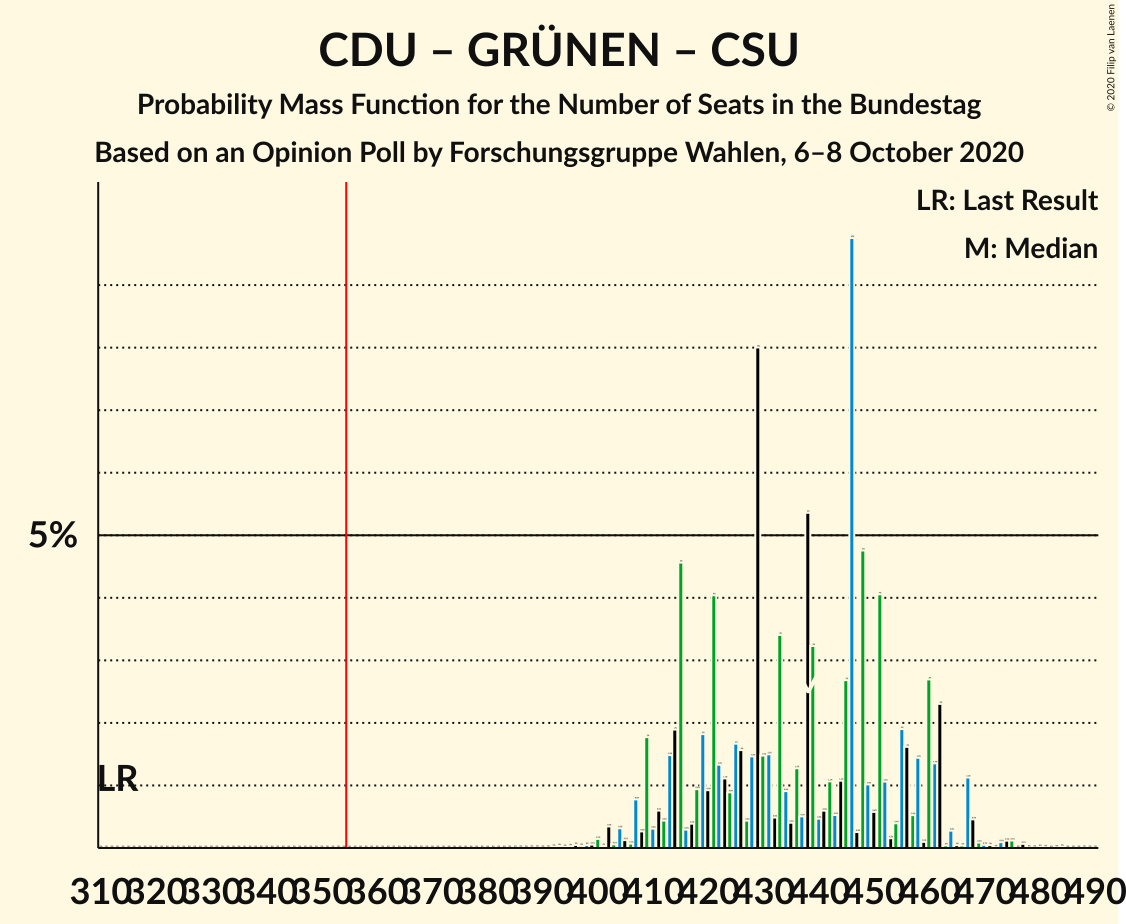 CDU – GRÜNEN – CSU
Probability Mass Function for the Number of Seats in the Bundestag
Based on an Opinion Poll by Forschungsgruppe Wahlen, 6–8 October 2020
© 2020 Filip van Laenen
LR: Last Result
M: Median
5%
LR
310 320 330 340 350 360 370 380 390 400 410 420 430 440 450 460 470 480 490